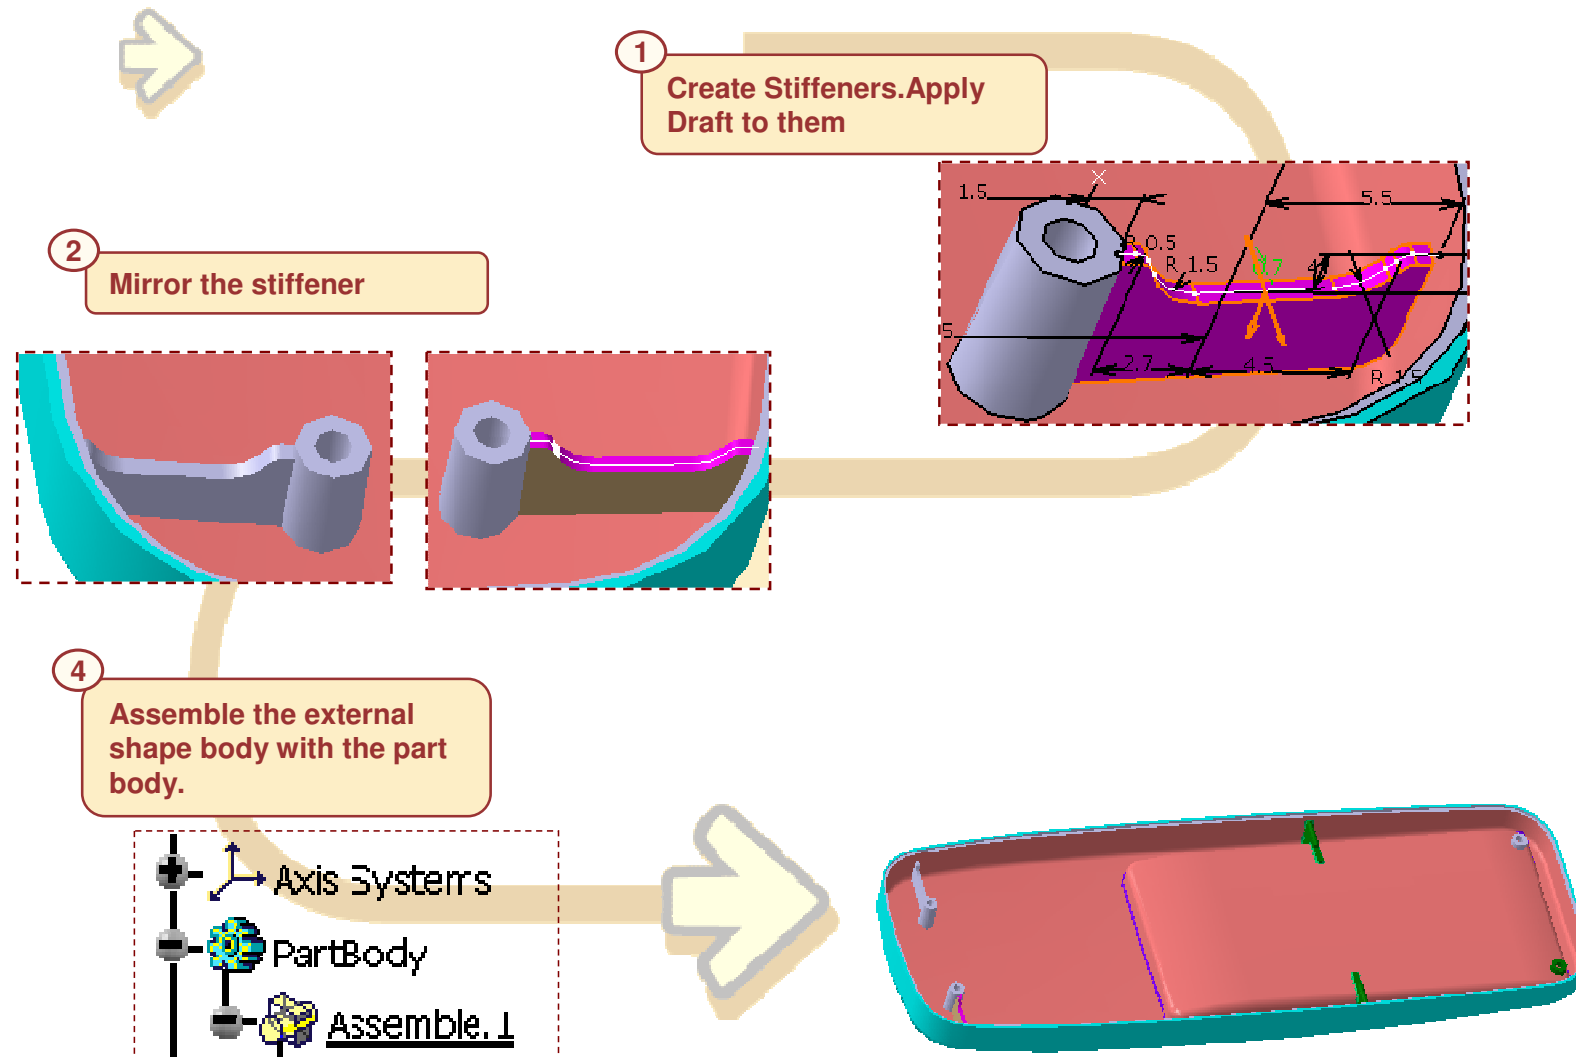 1
Create Stiffeners.Apply
Draft to them
1.5
X
5.5
R 0.5
R 1.5
0.7
4
5
2.7
4.5
R 1.5
2
Mirror the stiffener
4
Assemble the external
shape body with the part
body.
Axis Systems
PartBody
Assemble.1